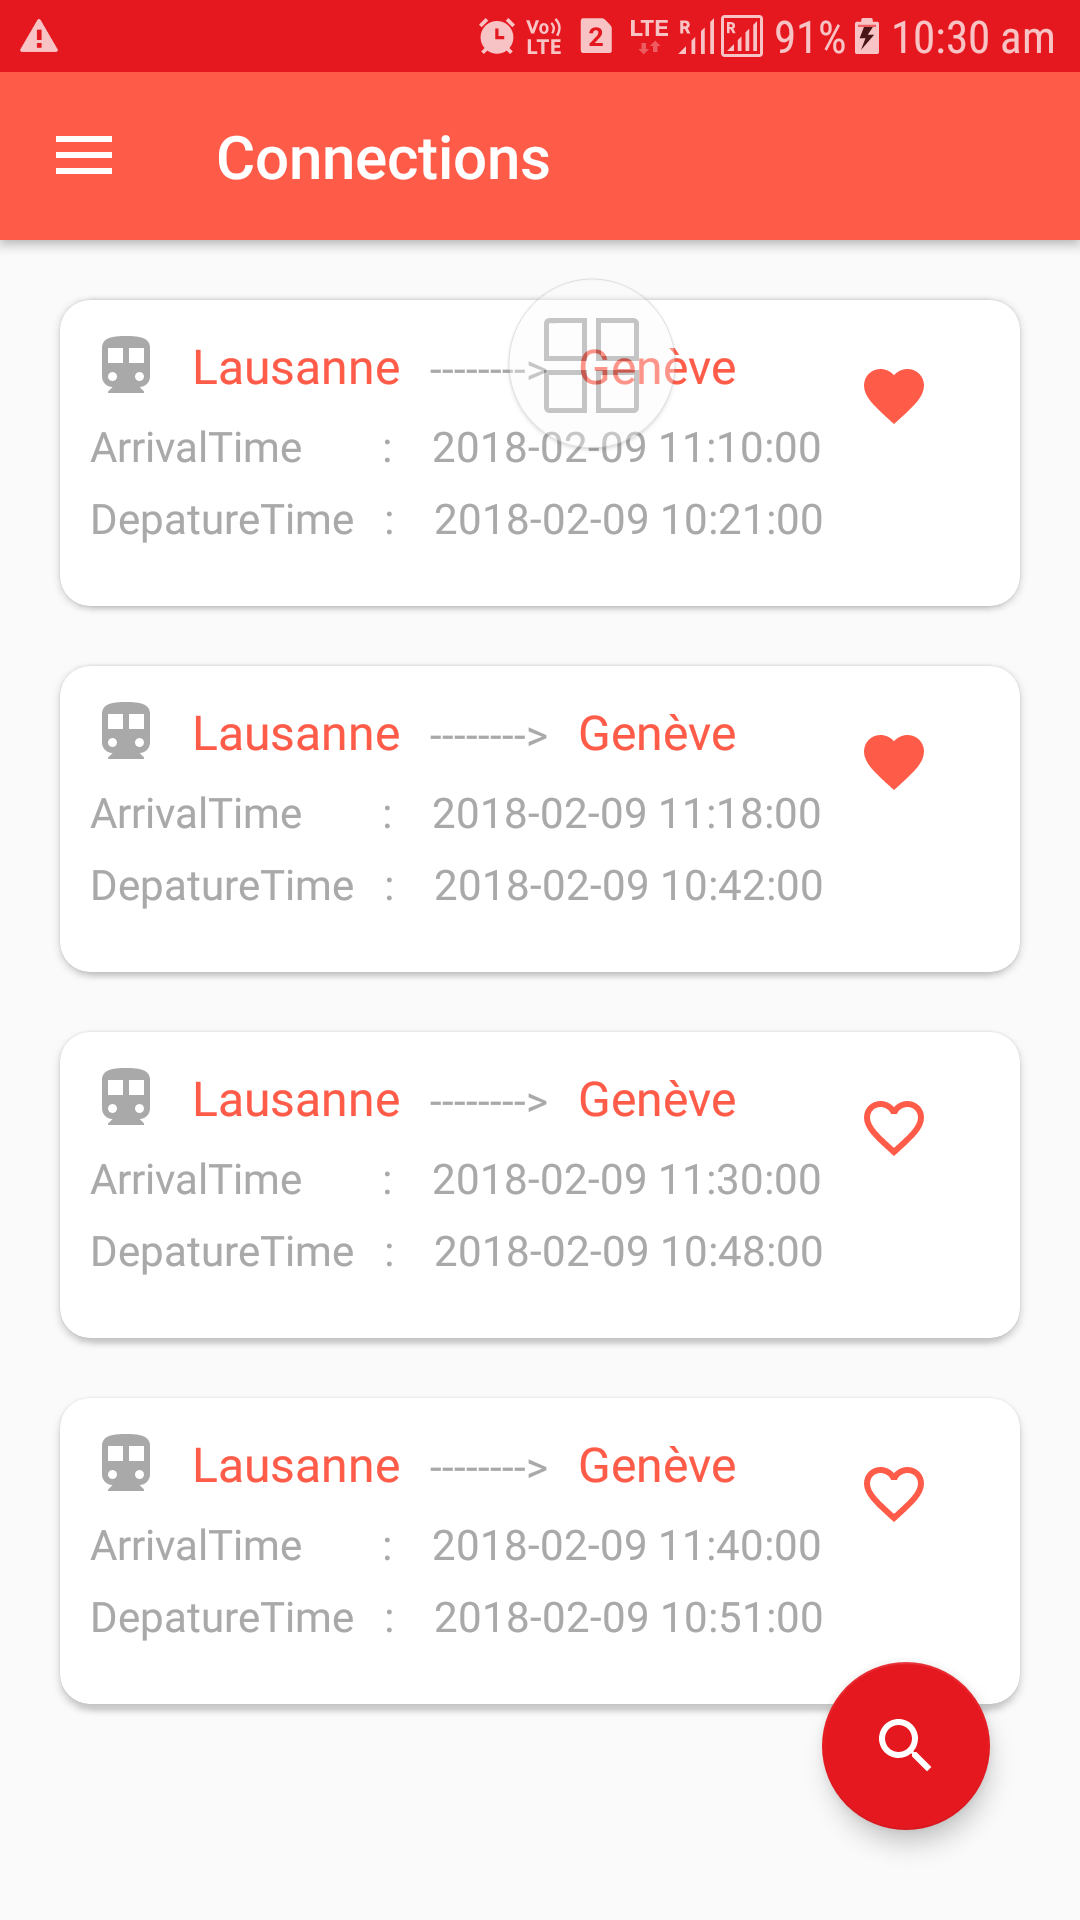 Vo)) LTE 2 LTE R R 91% 10:30 am
Connections
Lausanne --------> Genève
ArrivalTime : 2018-02-09 11:10:00
DepatureTime : 2018-02-09 10:21:00
Lausanne --------> Genève
ArrivalTime : 2018-02-09 11:18:00
DepatureTime : 2018-02-09 10:42:00
Lausanne --------> Genève
ArrivalTime : 2018-02-09 11:30:00
DepatureTime : 2018-02-09 10:48:00
Lausanne --------> Genève
ArrivalTime : 2018-02-09 11:40:00
DepatureTime : 2018-02-09 10:51:00